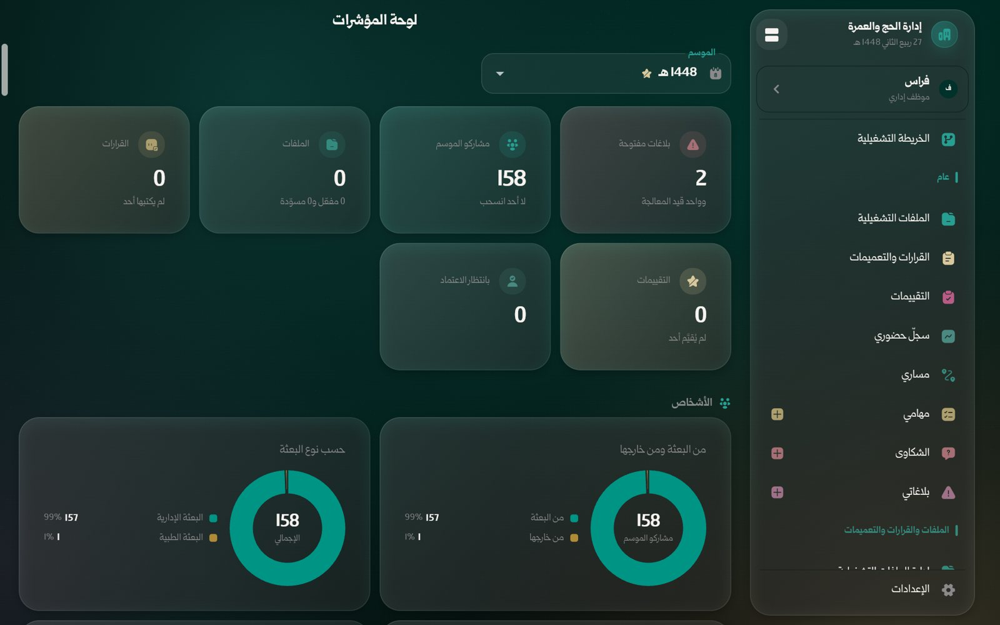 إدارة الحج والعمرة
27 ربيع الثاني 1448 هـ
ف
فراس
موظف إداري
الخريطة التشغيلية
عام
الملفات التشغيلية
القرارات والتعميمات
التقييمات
سجلّ حضوري
مساري
مهامي
الشكاوى
بلاغاتي
الملفات والقرارات والتعميمات
الإعدادات
لوحة المؤشرات
الموسم
1448 هـ
بلاغات مفتوحة
2
وواحد قيد المعالجة
مشاركو الموسم
158
لا أحد انسحب
الملفات
0
0 مفعّل و0 مسوّدة
القرارات
0
لم يكتبها أحد
التقييمات
0
لم يُقيَّم أحد
بانتظار الاعتماد
0
الأشخاص
من البعثة ومن خارجها
158
مشاركو الموسم
من البعثة 157 99%
من خارجها 1 1%
حسب نوع البعثة
158
الإجمالي
البعثة الإدارية 157 99%
البعثة الطبية 1 1%